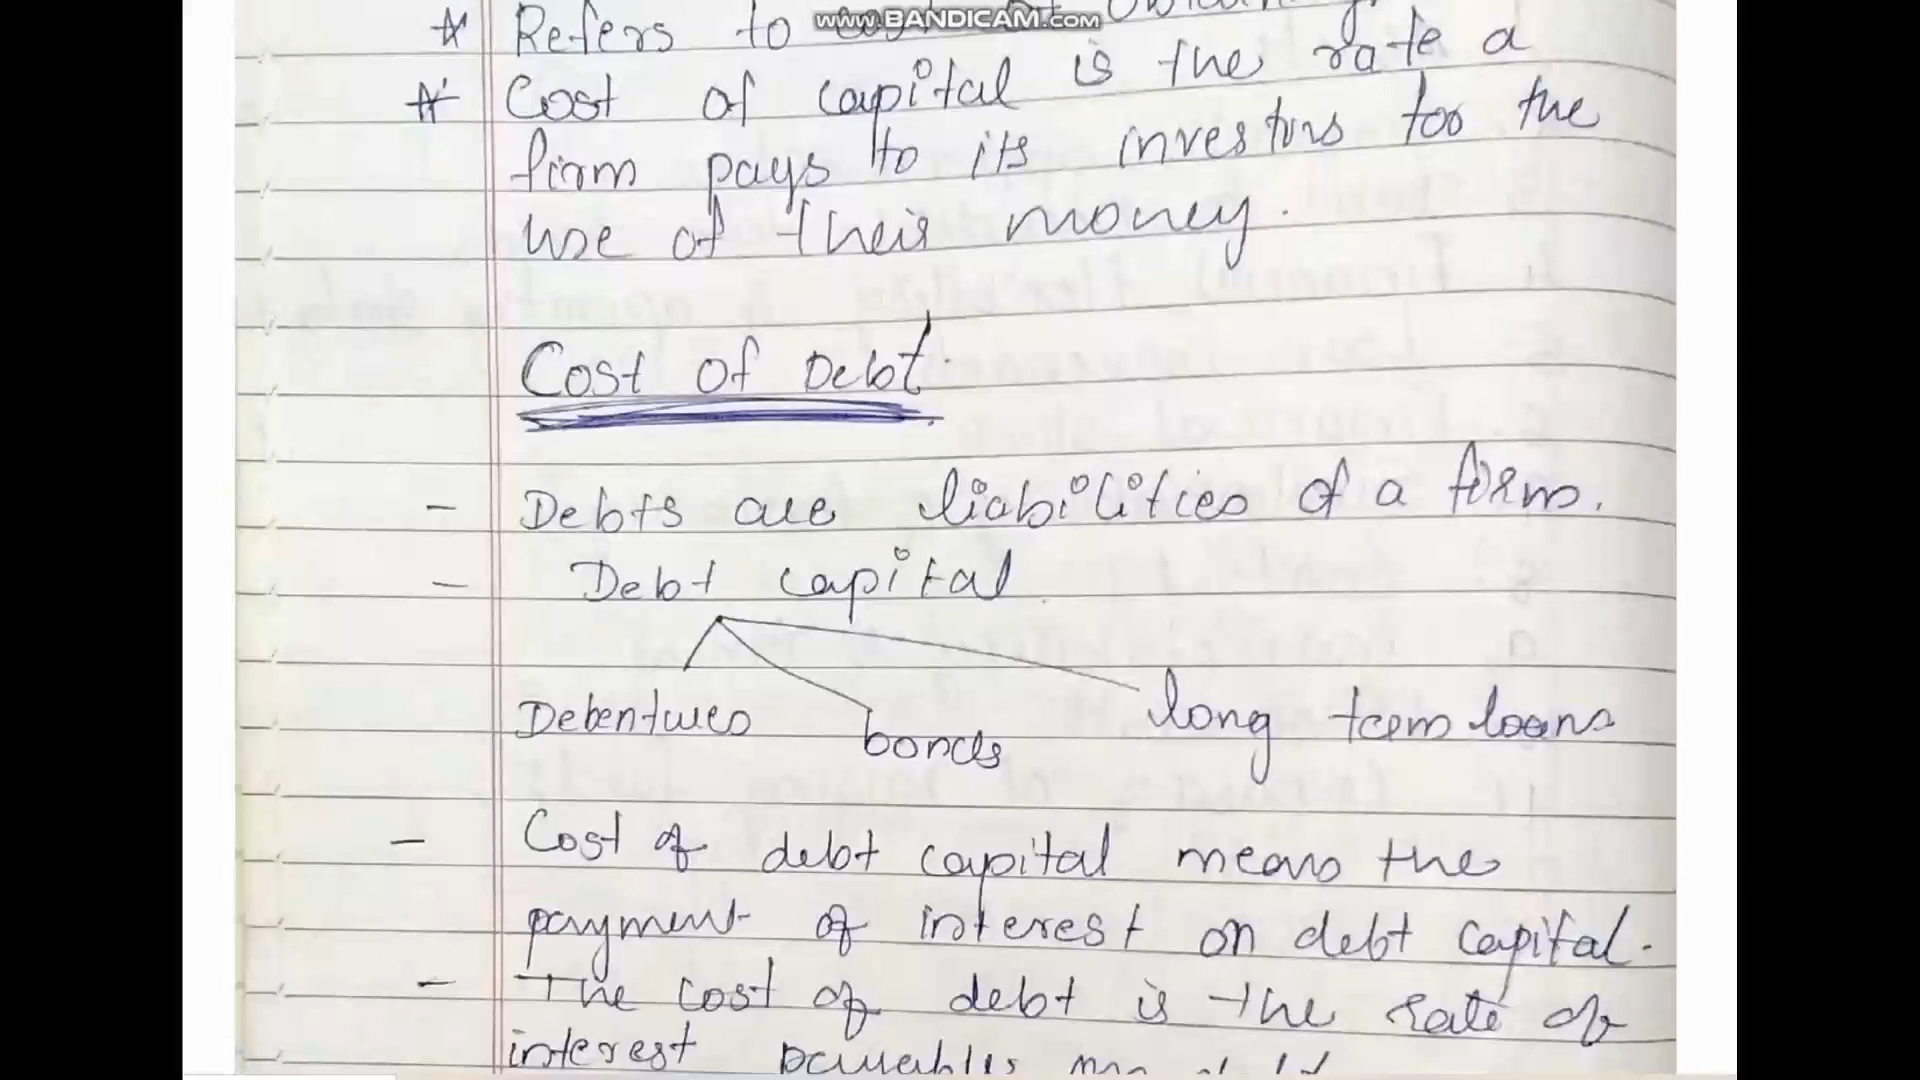 www.BANDICAM.com
☆ Refers to cost of
☆ Cost of capital is the rate a
firm pays to its investors for the
use of their money.
Cost of Debt
- Debts are liabilities of a firm.
- Debt capital
Debentures bonds long term loans
- Cost of debt capital means the
payment of interest on debt capital.
- The cost of debt is the rate of
interest payable